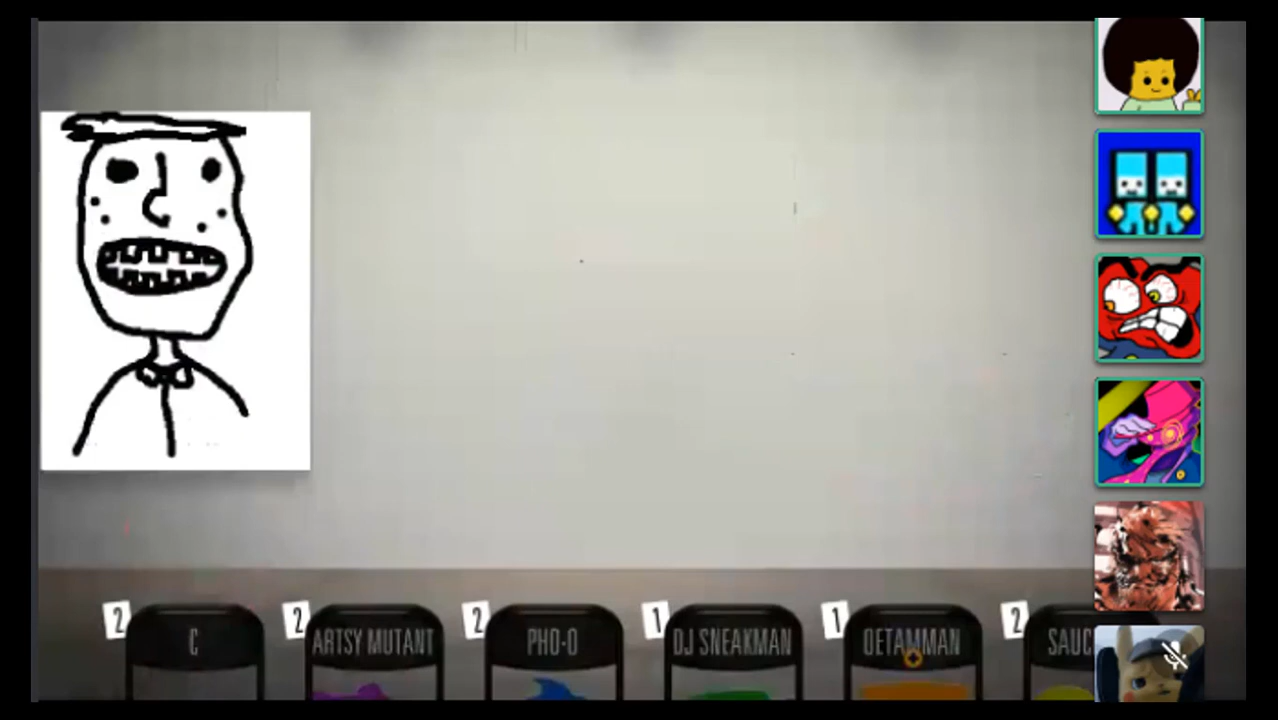 2 C
2 ARTSY MUTANT
2 PHO-O
1 DJ SNEAKMAN
1 OETAMMAN
2 SAUC